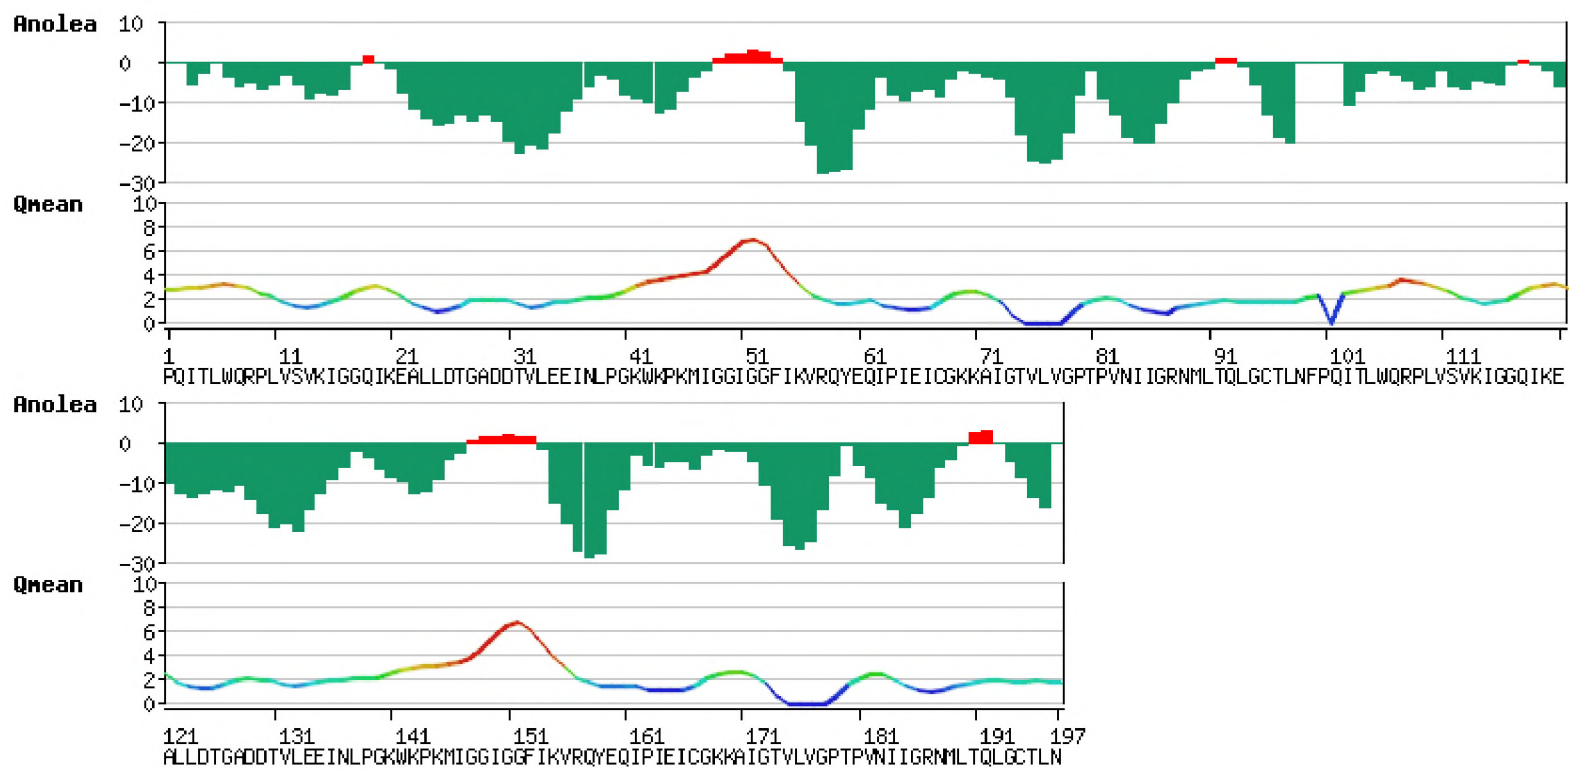 Anolea
10
0
-10
-20
-30
Qmean
10
8
6
4
2
0
1 11 21 31 41 51 61 71 81 91 101 111
PQITLWQRPLVSVKIGGQIKEALLDTGADDTVLEEINLPGKWKPKMIGGIGGFIKVRQYEQIPIEICGKKAIGTVLVGPTPVNIIGRNMLTQLGCTLNFPQITLWQRPLVSVKIGGQIKE
Anolea
10
0
-10
-20
-30
Qmean
10
8
6
4
2
0
121 131 141 151 161 171 181 191 197
ALLDTGADDTVLEEINLPGKWKPKMIGGIGGFIKVRQYEQIPIEICGKKAIGTVLVGPTPVNIIGRNMLTQLGCTLN